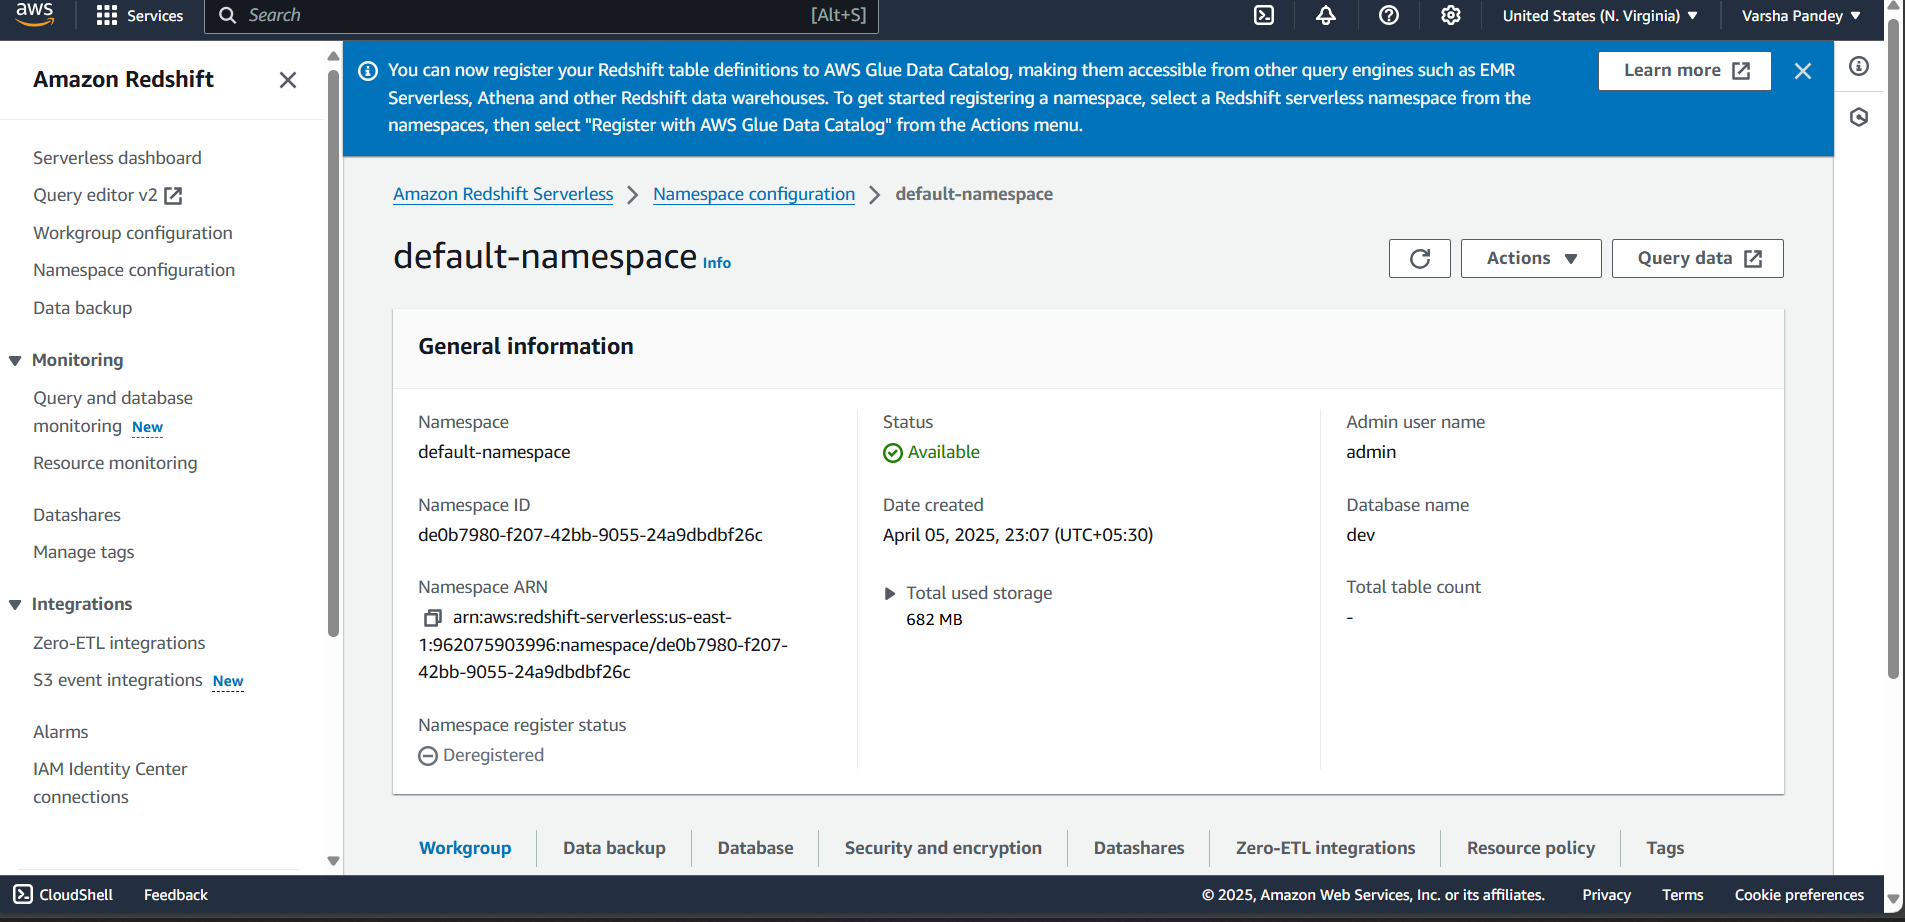 aws
Services
Search
[Alt+S]
United States (N. Virginia)
Varsha Pandey
Amazon Redshift
Serverless dashboard
Query editor v2
Workgroup configuration
Namespace configuration
Data backup
Monitoring
Query and database
monitoring New
Resource monitoring
Datashares
Manage tags
Integrations
Zero-ETL integrations
S3 event integrations New
Alarms
IAM Identity Center
connections
You can now register your Redshift table definitions to AWS Glue Data Catalog, making them accessible from other query engines such as EMR
Serverless, Athena and other Redshift data warehouses. To get started registering a namespace, select a Redshift serverless namespace from the
namespaces, then select "Register with AWS Glue Data Catalog" from the Actions menu.
Learn more
Amazon Redshift Serverless
Namespace configuration
default-namespace
default-namespace Info
Actions
Query data
General information
Namespace
default-namespace
Namespace ID
de0b7980-f207-42bb-9055-24a9dbdbf26c
Namespace ARN
arn:aws:redshift-serverless:us-east-
1:962075903996:namespace/de0b7980-f207-
42bb-9055-24a9dbdbf26c
Namespace register status
Deregistered
Status
Available
Date created
April 05, 2025, 23:07 (UTC+05:30)
Total used storage
682 MB
Admin user name
admin
Database name
dev
Total table count
-
Workgroup
Data backup
Database
Security and encryption
Datashares
Zero-ETL integrations
Resource policy
Tags
CloudShell
Feedback
© 2025, Amazon Web Services, Inc. or its affiliates.
Privacy
Terms
Cookie preferences